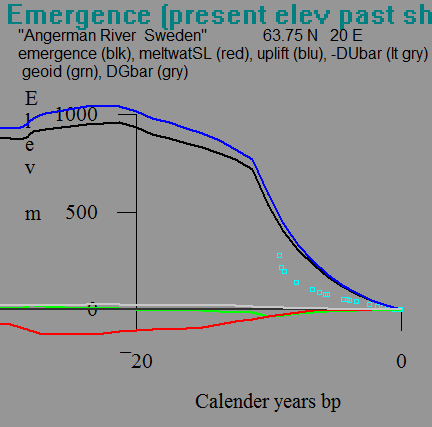 Emergence (present elev past sh
"Angerman River Sweden" 63.75 N 20 E
emergence (blk), meltwatSL (red), uplift (blu), -DUbar (lt gry)
geoid (grn), DGbar (gry)
Elev m
1000
500
0
−20 0
Calender years bp